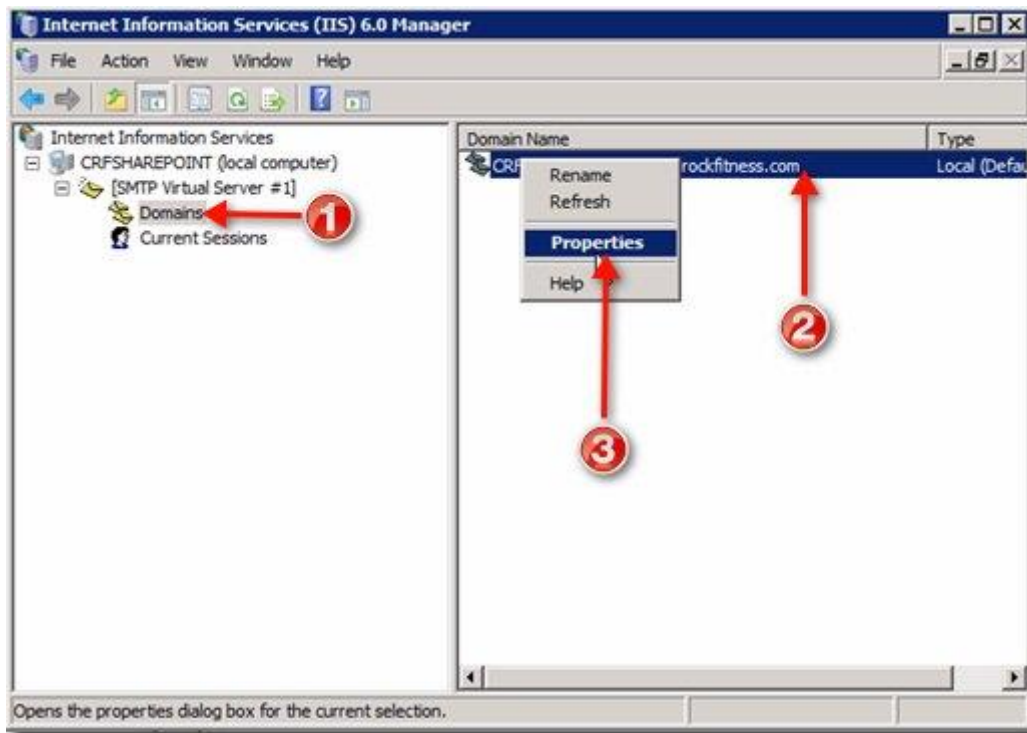 Internet Information Services (IIS) 6.0 Manager
File Action View Window Help
Internet Information Services
CRFSHAREPOINT (local computer)
[SMTP Virtual Server #1]
Domains
Current Sessions
1
Domain Name Type
CRF rockfitness.com Local (Defau
Rename
Refresh
Properties
Help
2
3
Opens the properties dialog box for the current selection.